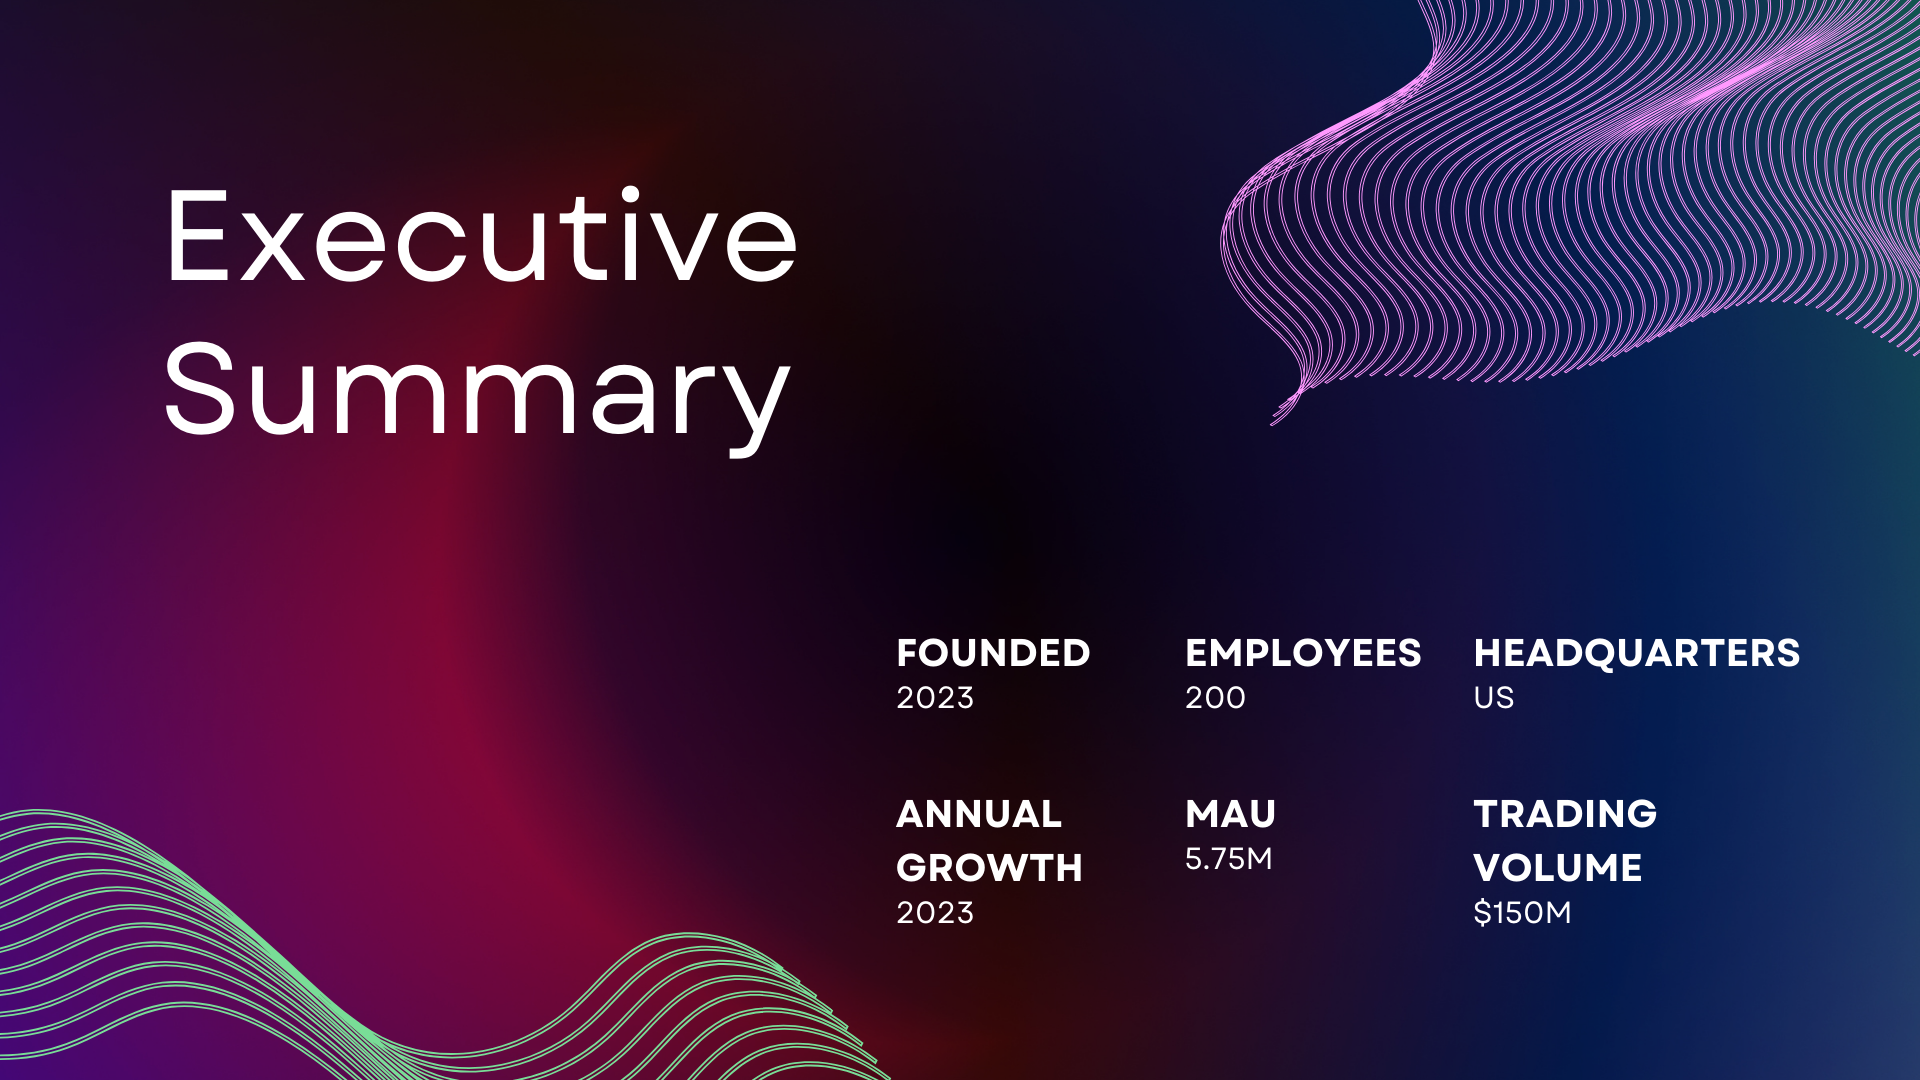 Executive
Summary
FOUNDED
2023
EMPLOYEES
200
HEADQUARTERS
US
ANNUAL
GROWTH
2023
MAU
5.75M
TRADING
VOLUME
$150M